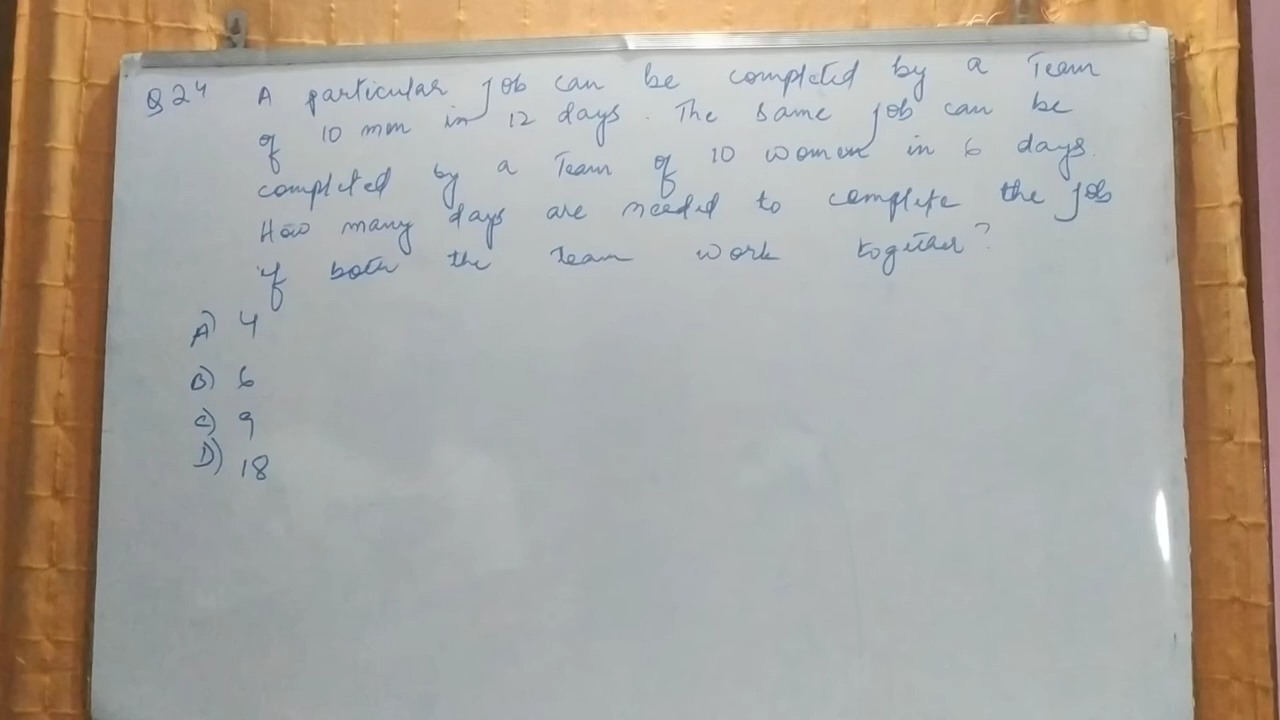 Q 24 A particular job can be completed by a Team
of 10 men in 12 days. The same job can be
completed by a Team of 10 women in 6 days.
How many days are needed to complete the job
if both the team work together?
A) 4
B) 6
C) 9
D) 18